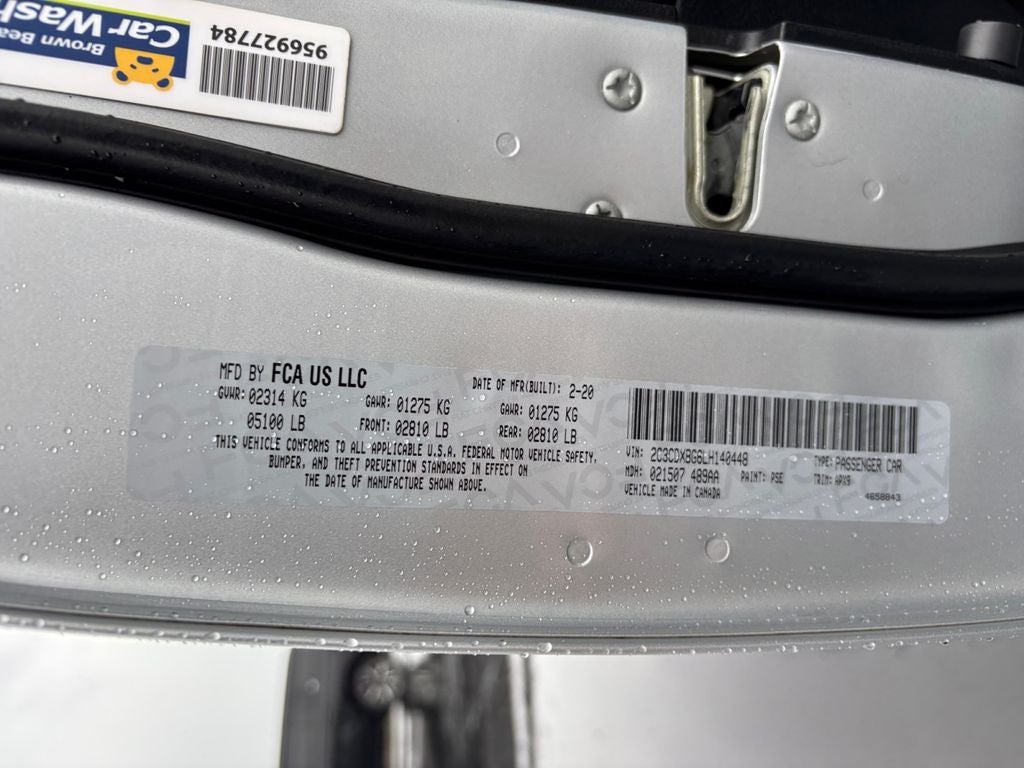 Brown Bea
Car Wash
956927784
MFD BY FCA US LLC
DATE OF MFR(BUILT): 2-20
GVWR: 02314 KG
GAWR: 01275 KG
GAWR: 01275 KG
05100 LB
FRONT: 02810 LB
REAR: 02810 LB
THIS VEHICLE CONFORMS TO ALL APPLICABLE U.S.A. FEDERAL MOTOR VEHICLE SAFETY,
BUMPER, AND THEFT PREVENTION STANDARDS IN EFFECT ON
THE DATE OF MANUFACTURE SHOWN ABOVE.
VIN: 2C3CDXBG6LH140448
TYPE: PASSENGER CAR
MDH: 021507 489AA
PAINT: PSE
TRIM: APX9
VEHICLE MADE IN CANADA
4658843